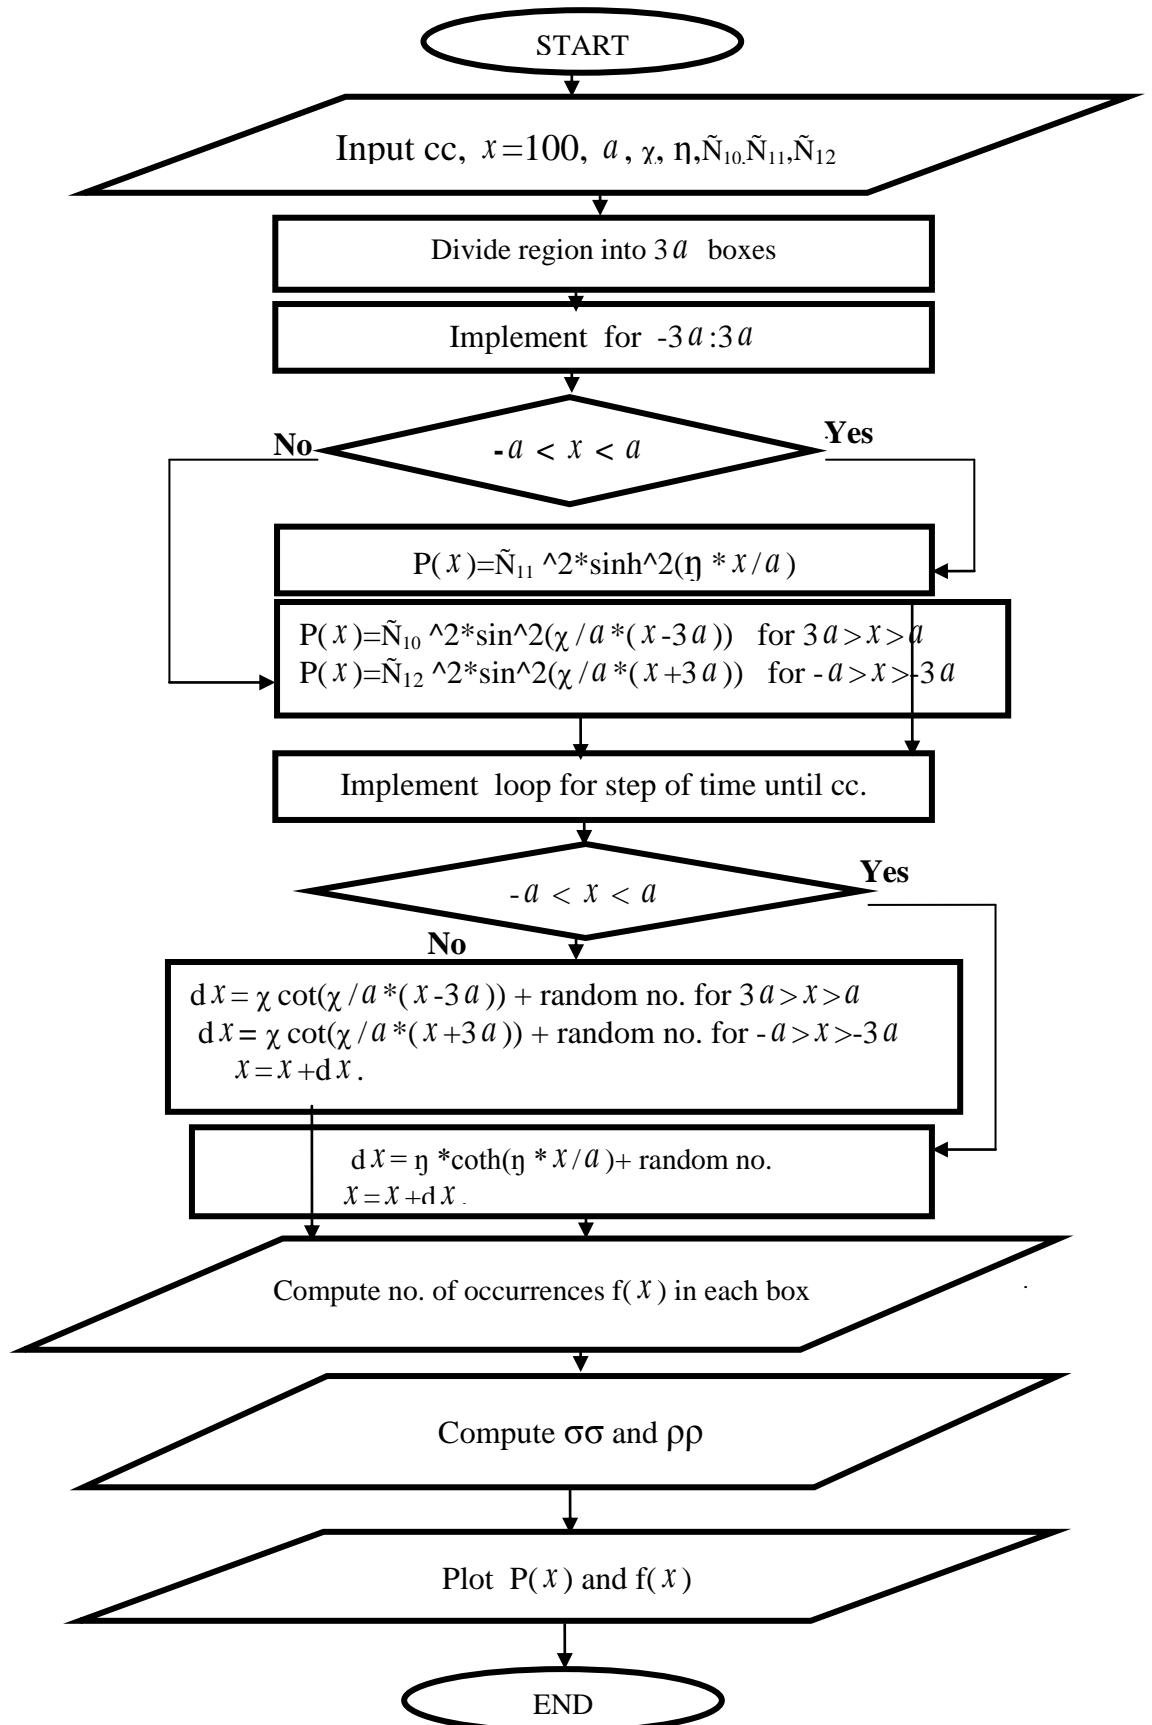 START
Input cc, x=100, a, χ, η,Ñ₁₀,Ñ₁₁,Ñ₁₂
Divide region into 3a boxes
Implement for -3a:3a
No
Yes
-a < x < a
P(x)=Ñ₁₁ ^2*sinh^2(η *x/a)
P(x)=Ñ₁₀ ^2*sin^2(χ/a*(x-3a)) for 3a>x>a
P(x)=Ñ₁₂ ^2*sin^2(χ/a*(x+3a)) for -a>x>-3a
Implement loop for step of time until cc.
Yes
-a < x < a
No
dx= χ cot(χ/a*(x-3a)) + random no. for 3a>x>a
dx= χ cot(χ/a*(x+3a)) + random no. for -a>x>-3a
x=x+dx.
dx= η *coth(η *x/a)+ random no.
x=x+dx.
Compute no. of occurrences f(x) in each box
Compute σσ and ρρ
Plot P(x) and f(x)
END